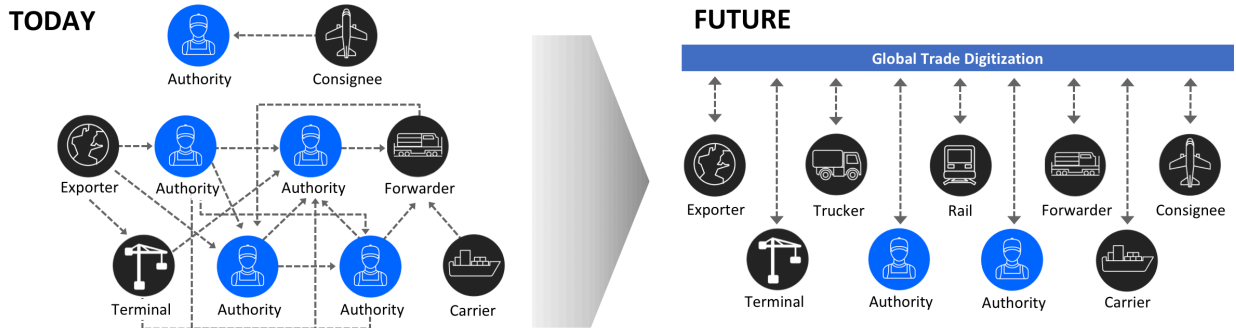 TODAY
Authority
Consignee
Exporter
Authority
Authority
Forwarder
Terminal
Authority
Authority
Carrier
FUTURE
Global Trade Digitization
Exporter
Trucker
Rail
Forwarder
Consignee
Terminal
Authority
Authority
Carrier